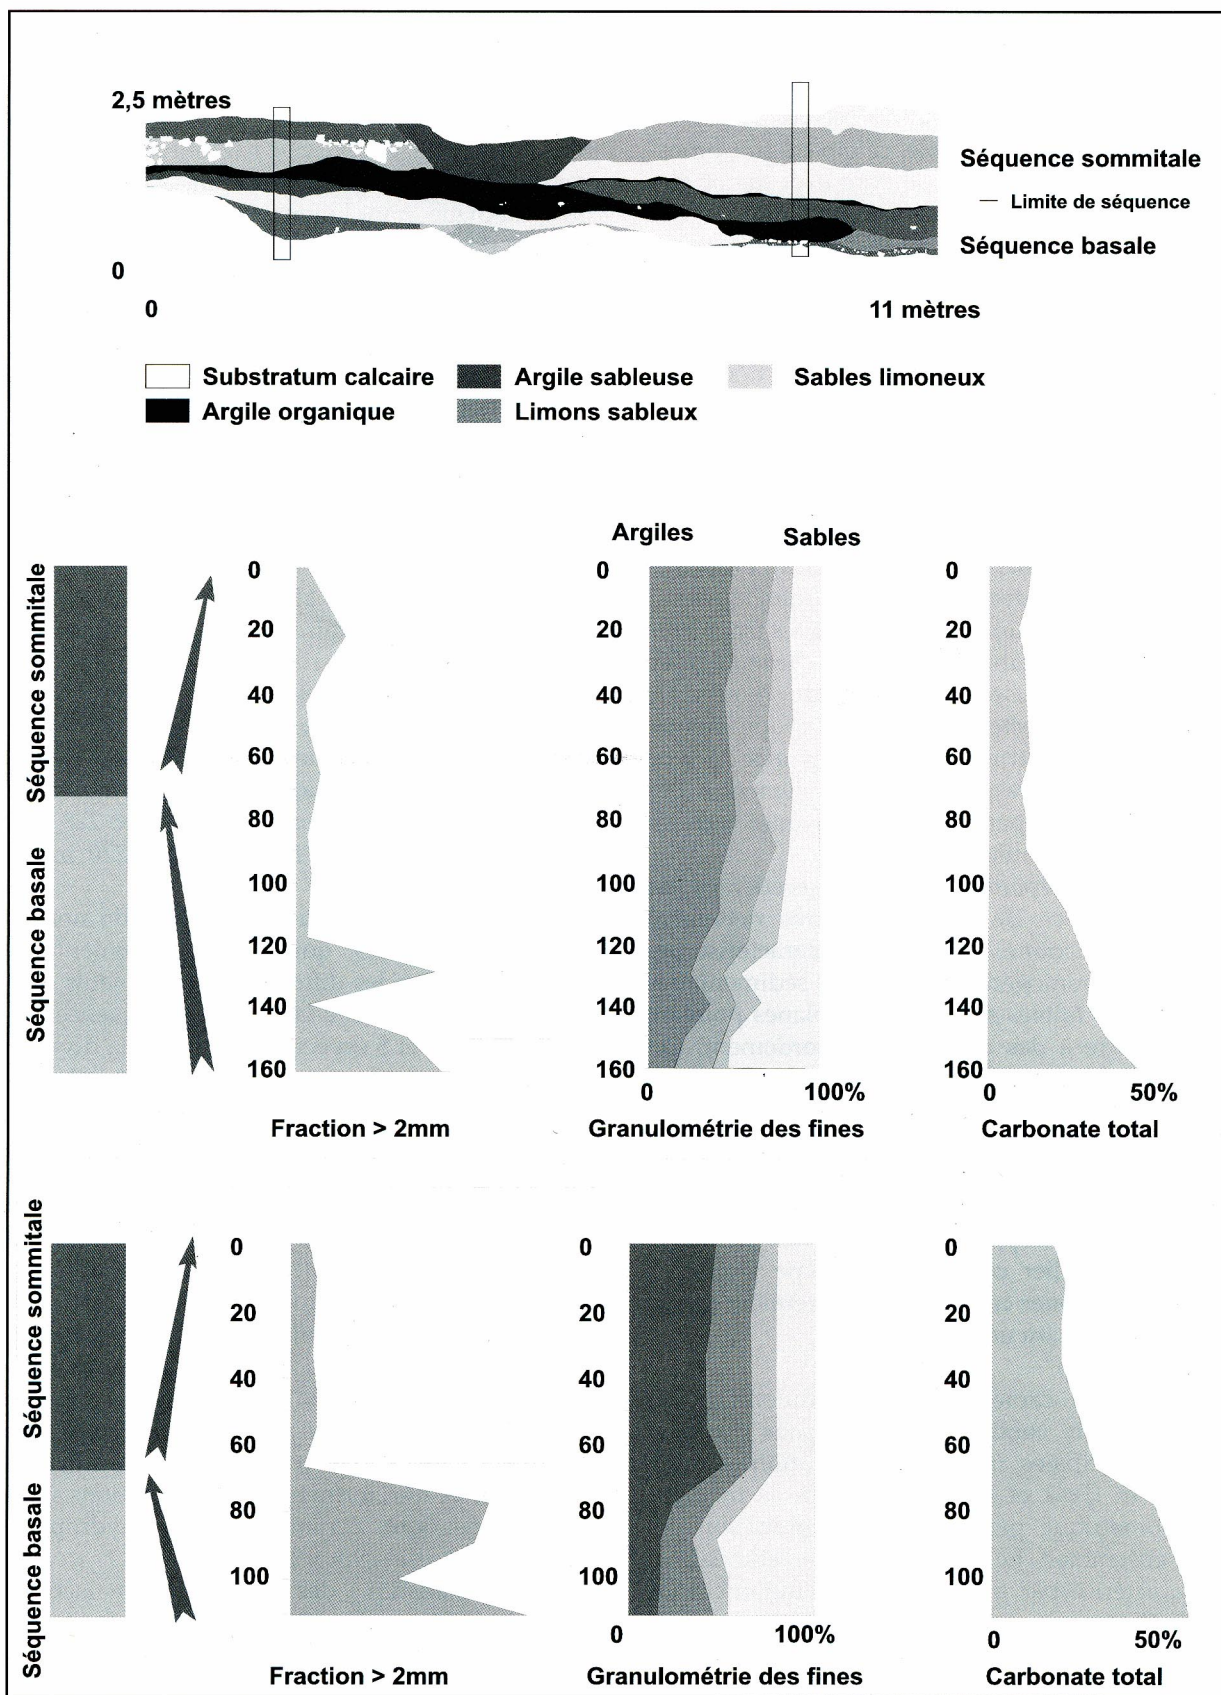 2,5 mètres
Séquence sommitale
— Limite de séquence
Séquence basale
0
0 11 mètres
Substratum calcaire Argile sableuse Sables limoneux
Argile organique Limons sableux
Argiles Sables
Séquence sommitale
Séquence basale
0 0 0
20 20 20
40 40 40
60 60 60
80 80 80
100 100 100
120 120 120
140 140 140
160 160 160
0 100% 0 50%
Fraction > 2mm Granulométrie des fines Carbonate total
Séquence sommitale
Séquence basale
0 0 0
20 20 20
40 40 40
60 60 60
80 80 80
100 100 100
0 100% 0 50%
Fraction > 2mm Granulométrie des fines Carbonate total